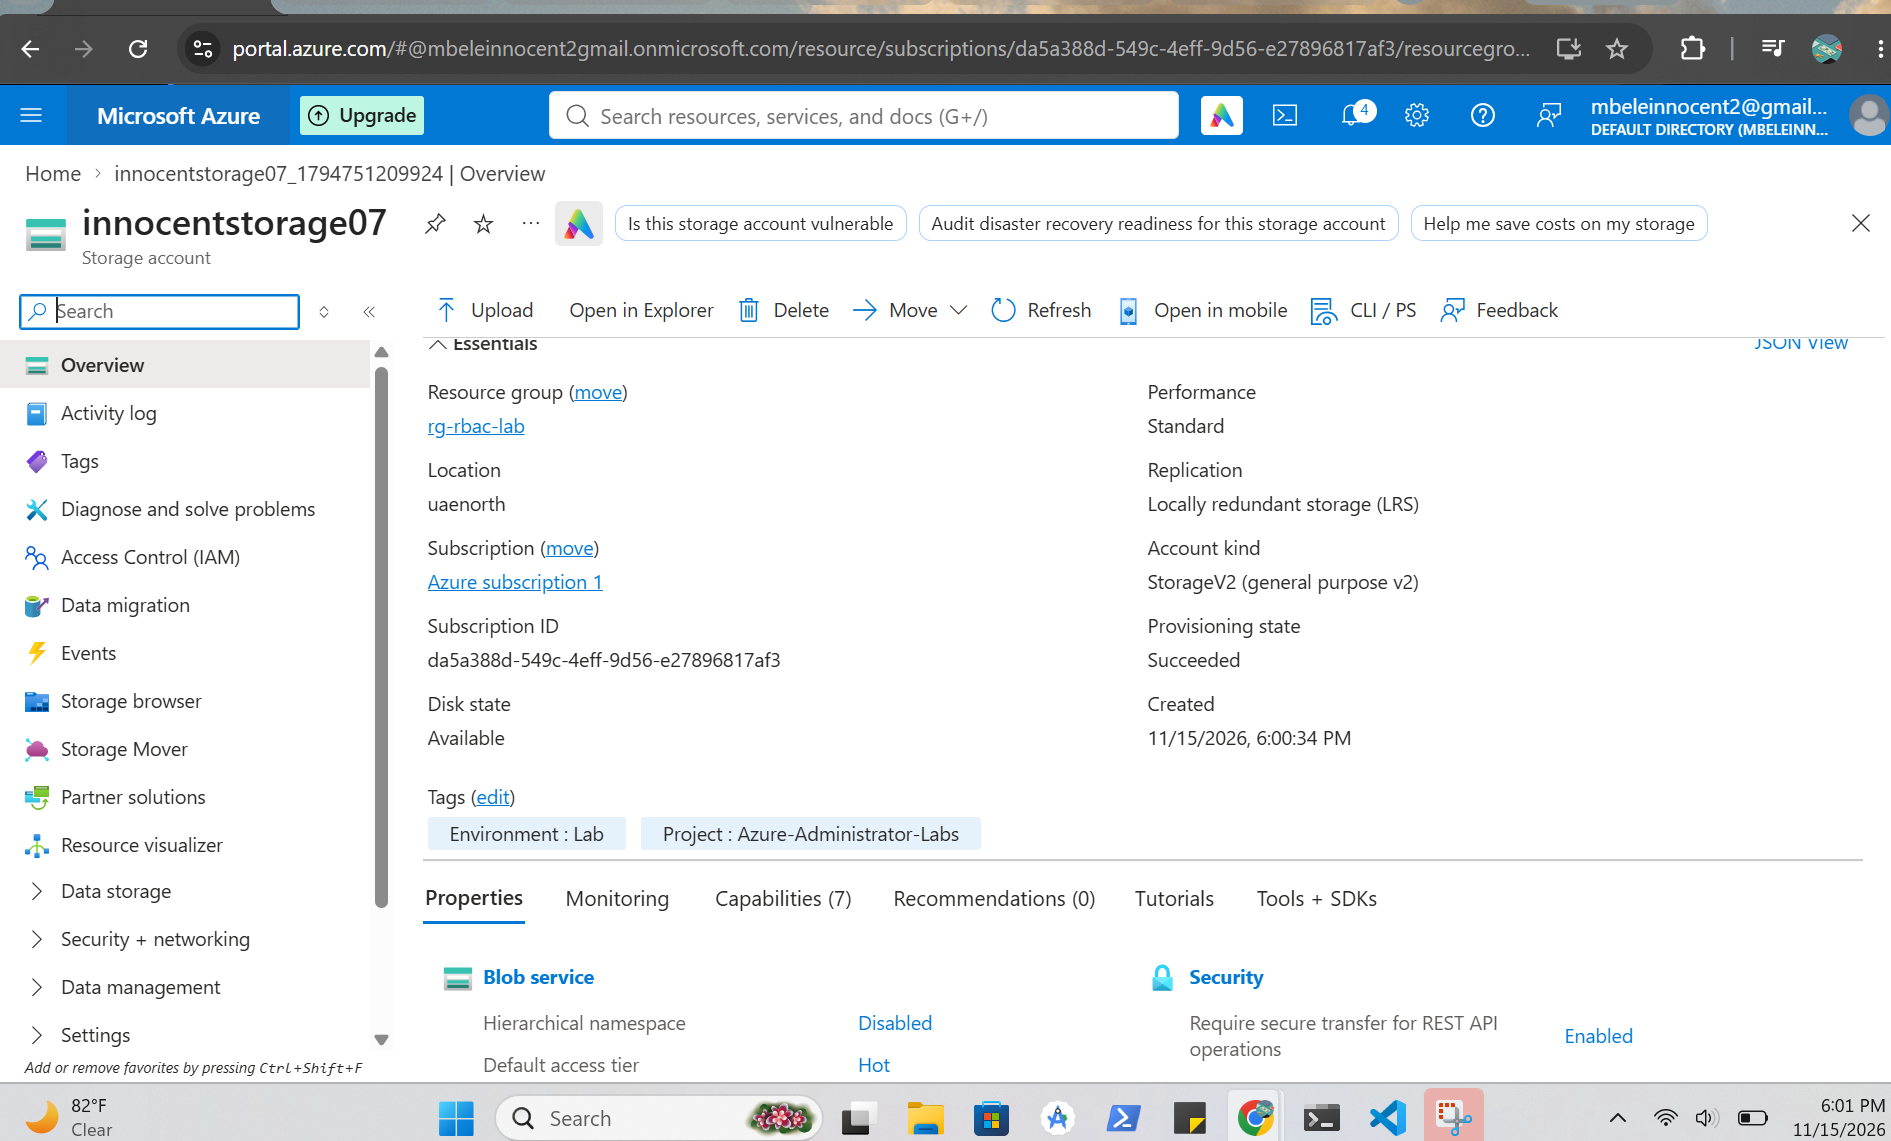 portal.azure.com/#@mbeleinnocent2gmail.onmicrosoft.com/resource/subscriptions/da5a388d-549c-4eff-9d56-e27896817af3/resourcegro...
Microsoft Azure
Upgrade
Search resources, services, and docs (G+/)
4
mbeleinnocent2@gmail...
DEFAULT DIRECTORY (MBELEINN...
Home > innocentstorage07_1794751209924 | Overview
innocentstorage07
Storage account
Is this storage account vulnerable
Audit disaster recovery readiness for this storage account
Help me save costs on my storage
Search
Upload
Open in Explorer
Delete
Move
Refresh
Open in mobile
CLI / PS
Feedback
Overview
Activity log
Tags
Diagnose and solve problems
Access Control (IAM)
Data migration
Events
Storage browser
Storage Mover
Partner solutions
Resource visualizer
Data storage
Security + networking
Data management
Settings
Add or remove favorites by pressing Ctrl+Shift+F
Essentials
JSON View
Resource group (move)
rg-rbac-lab
Location
uaenorth
Subscription (move)
Azure subscription 1
Subscription ID
da5a388d-549c-4eff-9d56-e27896817af3
Disk state
Available
Performance
Standard
Replication
Locally redundant storage (LRS)
Account kind
StorageV2 (general purpose v2)
Provisioning state
Succeeded
Created
11/15/2026, 6:00:34 PM
Tags (edit)
Environment : Lab
Project : Azure-Administrator-Labs
Properties
Monitoring
Capabilities (7)
Recommendations (0)
Tutorials
Tools + SDKs
Blob service
Hierarchical namespace
Disabled
Default access tier
Hot
Security
Require secure transfer for REST API
operations
Enabled
82°F
Clear
Search
6:01 PM
11/15/2026